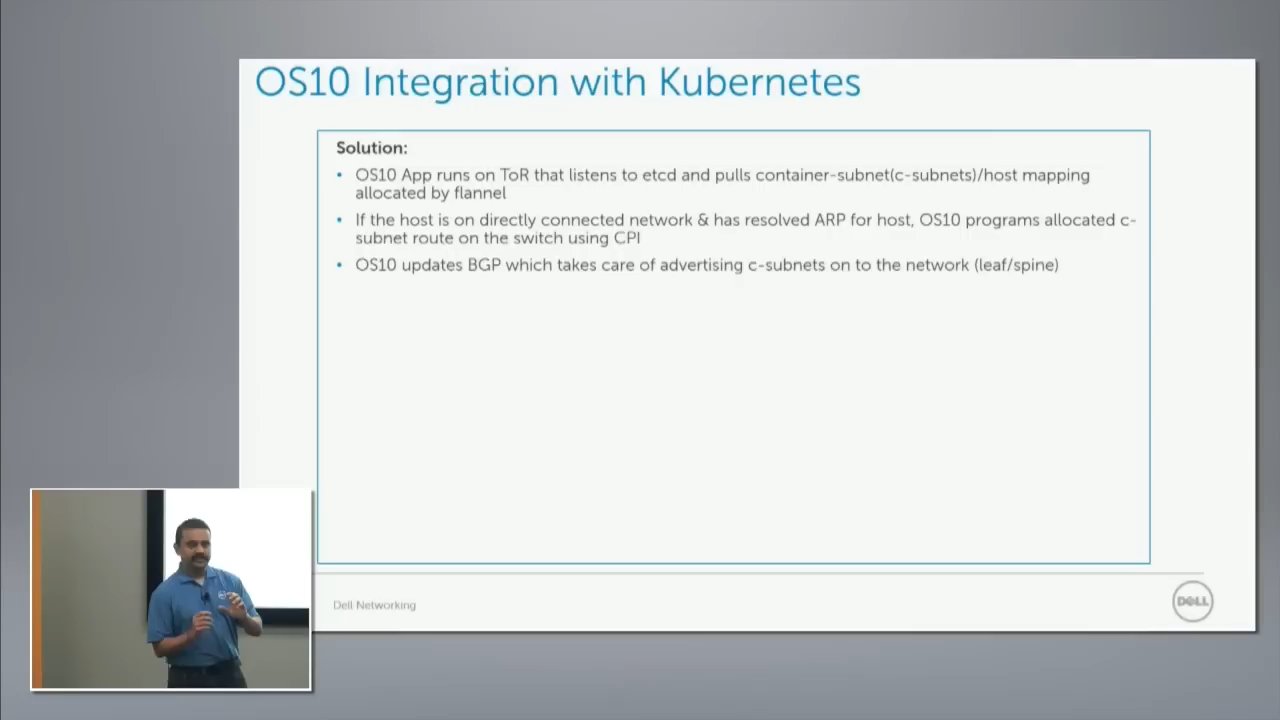 OS10 Integration with Kubernetes
Solution:
• OS10 App runs on ToR that listens to etcd and pulls container-subnet(c-subnets)/host mapping
allocated by flannel
• If the host is on directly connected network & has resolved ARP for host, OS10 programs allocated c-
subnet route on the switch using CPI
• OS10 updates BGP which takes care of advertising c-subnets on to the network (leaf/spine)
Dell Networking
DELL